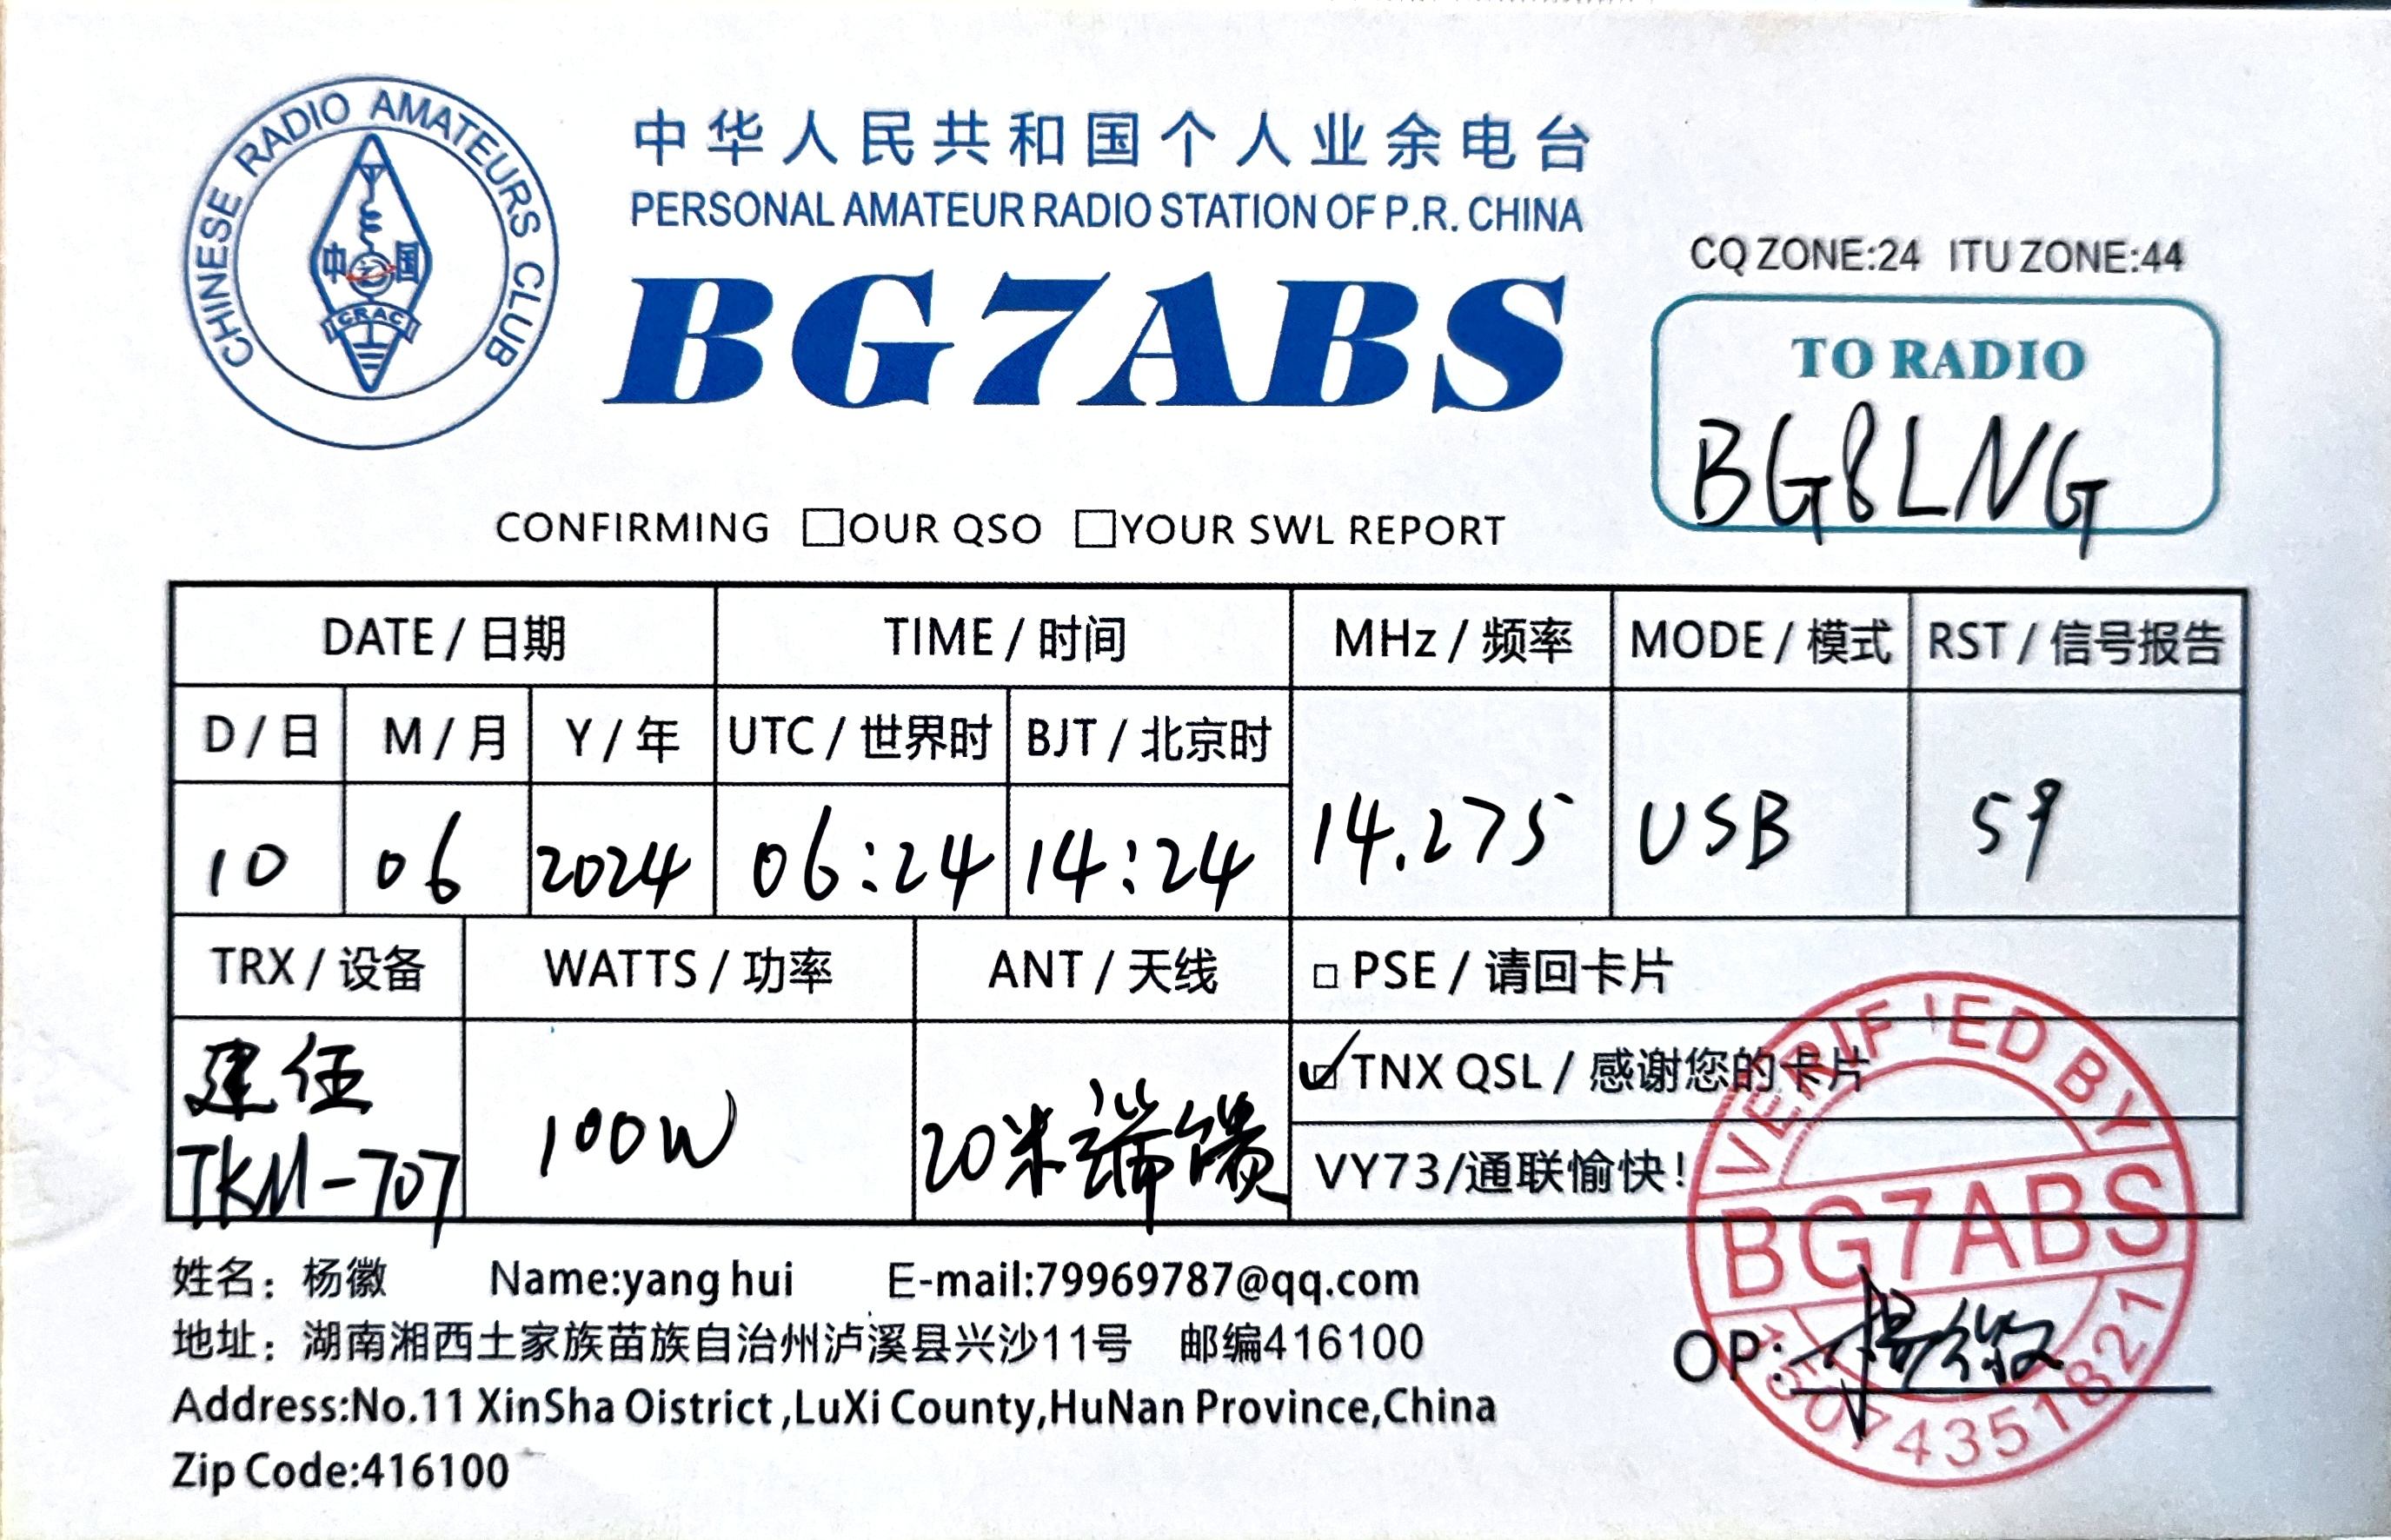 CHINESE RADIO AMATEURS CLUB
中国
CRAC
中华人民共和国个人业余电台
PERSONAL AMATEUR RADIO STATION OF P.R. CHINA
BG7ABS
CQ ZONE:24 ITU ZONE:44
TO RADIO
BG8LNG
CONFIRMING □OUR QSO □YOUR SWL REPORT
DATE / 日期 TIME / 时间 MHz / 频率 MODE / 模式 RST / 信号报告
D / 日 M / 月 Y / 年 UTC / 世界时 BJT / 北京时
10 06 2024 06:24 14:24 14.275 USB 59
TRX / 设备 WATTS / 功率 ANT / 天线 □ PSE / 请回卡片
建伍 TKM-707 100W 20米端馈 ☑ TNX QSL / 感谢您的卡片
VY73/通联愉快!
VERIF'ED BY
BG7ABS
15074351821
姓名：杨徽 Name:yang hui E-mail:79969787@qq.com
地址：湖南湘西土家族苗族自治州泸溪县兴沙11号 邮编416100
OP: 杨徽
Address:No.11 XinSha Oistrict ,LuXi County,HuNan Province,China
Zip Code:416100